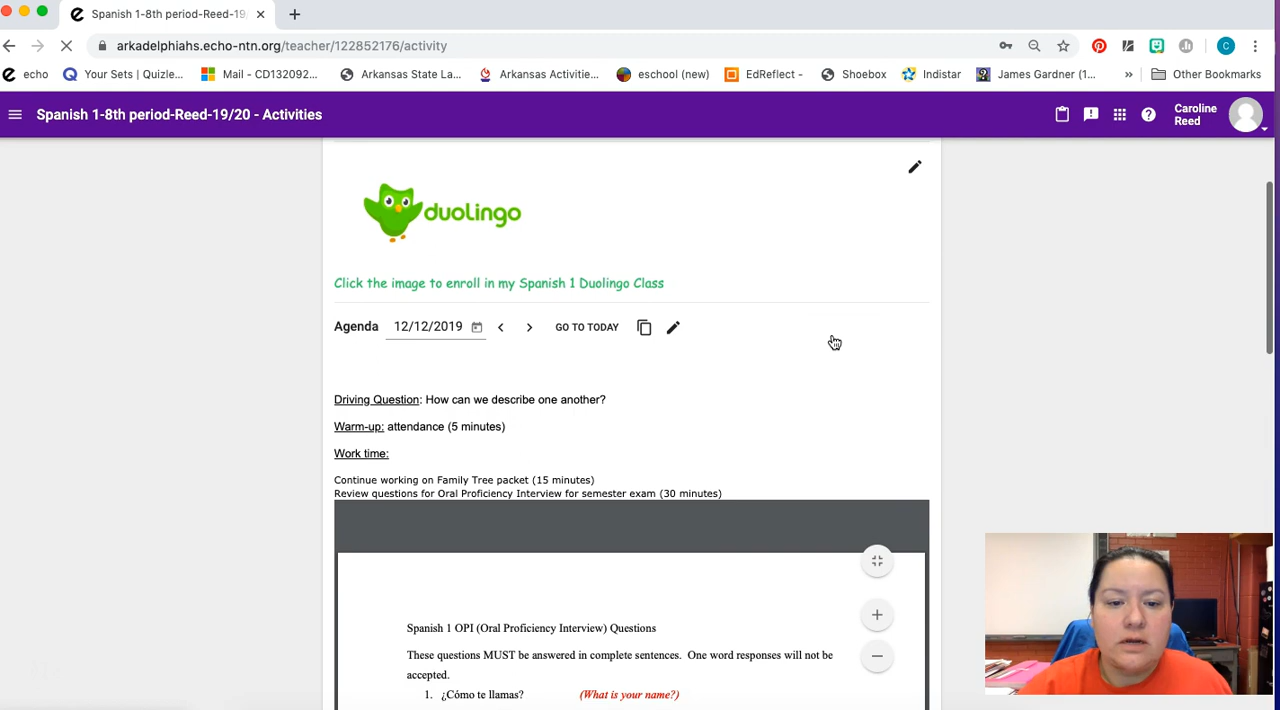 Spanish 1-8th period-Reed-19/
arkadelphiahs.echo-ntn.org/teacher/122852176/activity
C
echo
Your Sets | Quizle...
Mail - CD132092...
Arkansas State La...
Arkansas Activitie...
eschool (new)
EdReflect -
Shoebox
Indistar
James Gardner (1...
»
Other Bookmarks
Spanish 1-8th period-Reed-19/20 - Activities
Caroline
Reed
duolingo
Click the image to enroll in my Spanish 1 Duolingo Class
Agenda 12/12/2019 GO TO TODAY
Driving Question: How can we describe one another?
Warm-up: attendance (5 minutes)
Work time:
Continue working on Family Tree packet (15 minutes)
Review questions for Oral Proficiency Interview for semester exam (30 minutes)
Spanish 1 OPI (Oral Proficiency Interview) Questions
These questions MUST be answered in complete sentences. One word responses will not be
accepted.
1. ¿Cómo te llamas? (What is your name?)